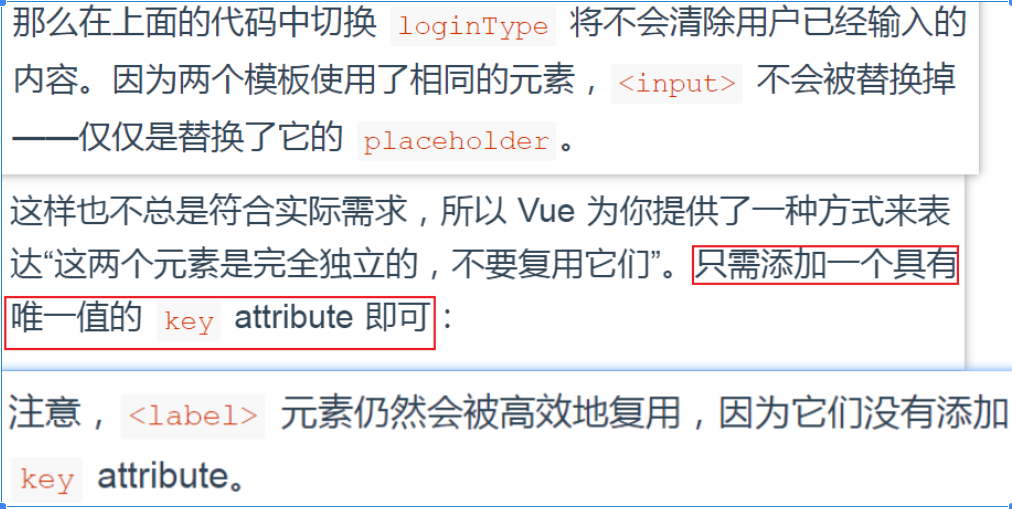 那么在上面的代码中切换 loginType 将不会清除用户已经输入的
内容。因为两个模板使用了相同的元素，<input> 不会被替换掉
——仅仅是替换了它的 placeholder。
这样也不总是符合实际需求，所以 Vue 为你提供了一种方式来表
达“这两个元素是完全独立的，不要复用它们”。只需添加一个具有
唯一值的 key attribute 即可：
注意，<label> 元素仍然会被高效地复用，因为它们没有添加
key attribute。